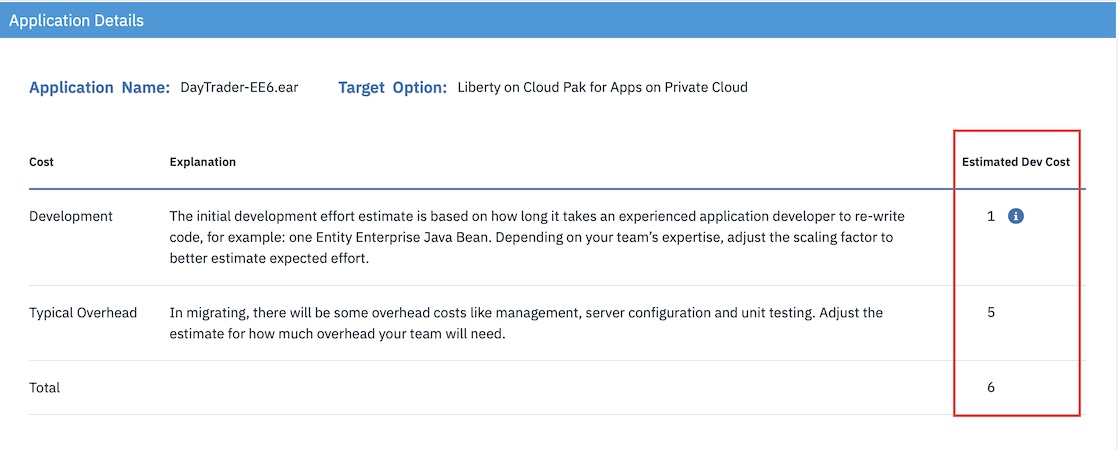 Application Details
Application Name: DayTrader-EE6.ear Target Option: Liberty on Cloud Pak for Apps on Private Cloud
Cost Explanation Estimated Dev Cost
Development The initial development effort estimate is based on how long it takes an experienced application developer to re-write 1 i
code, for example: one Entity Enterprise Java Bean. Depending on your team’s expertise, adjust the scaling factor to
better estimate expected effort.
Typical Overhead In migrating, there will be some overhead costs like management, server configuration and unit testing. Adjust the 5
estimate for how much overhead your team will need.
Total 6